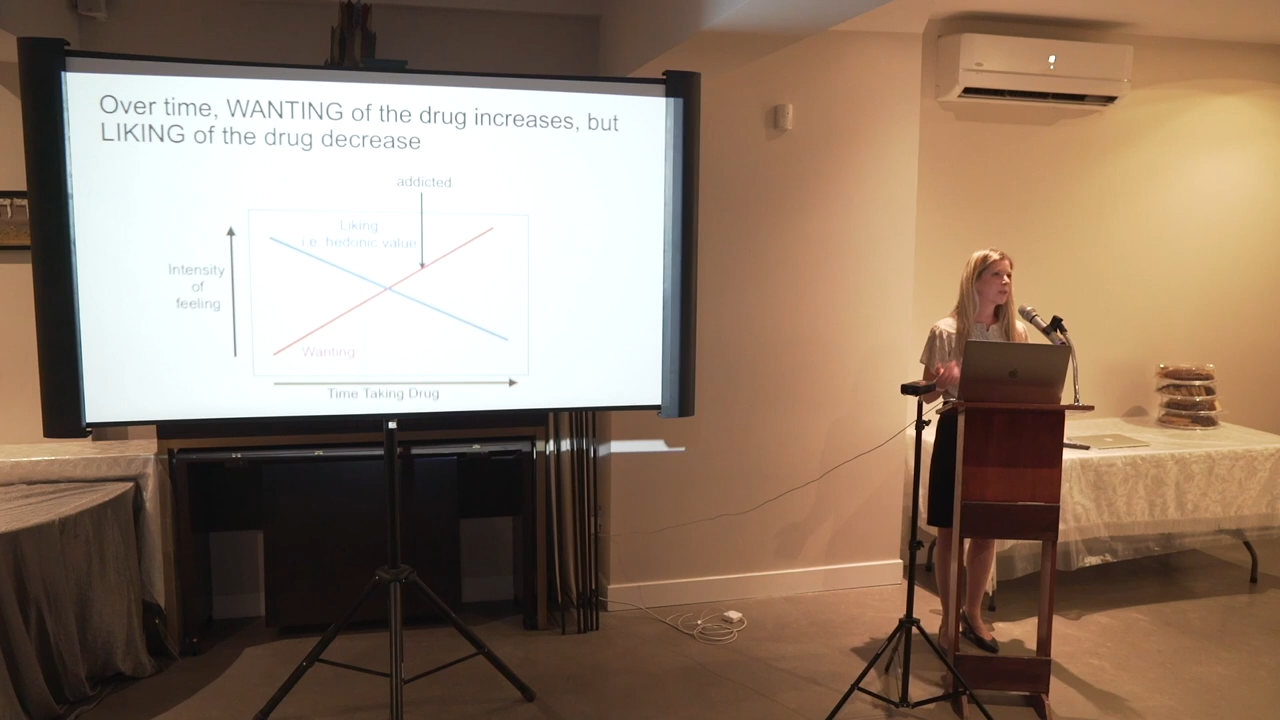 Over time, WANTING of the drug increases, but
LIKING of the drug decrease
addicted
Liking
i.e. hedonic value
Intensity
of
feeling
Wanting
Time Taking Drug